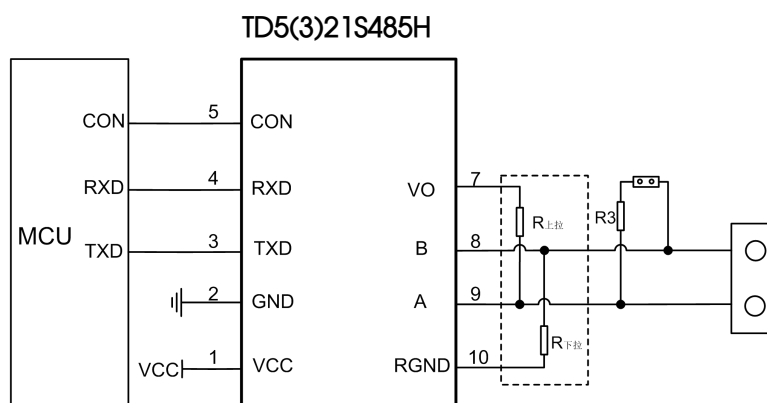 TD5(3)21S485H
CON 5 CON
RXD 4 RXD 7
VO
R上拉 R3
MCU
TXD 3 TXD B 8
2 GND A 9
R下拉
VCC 1 VCC RGND 10